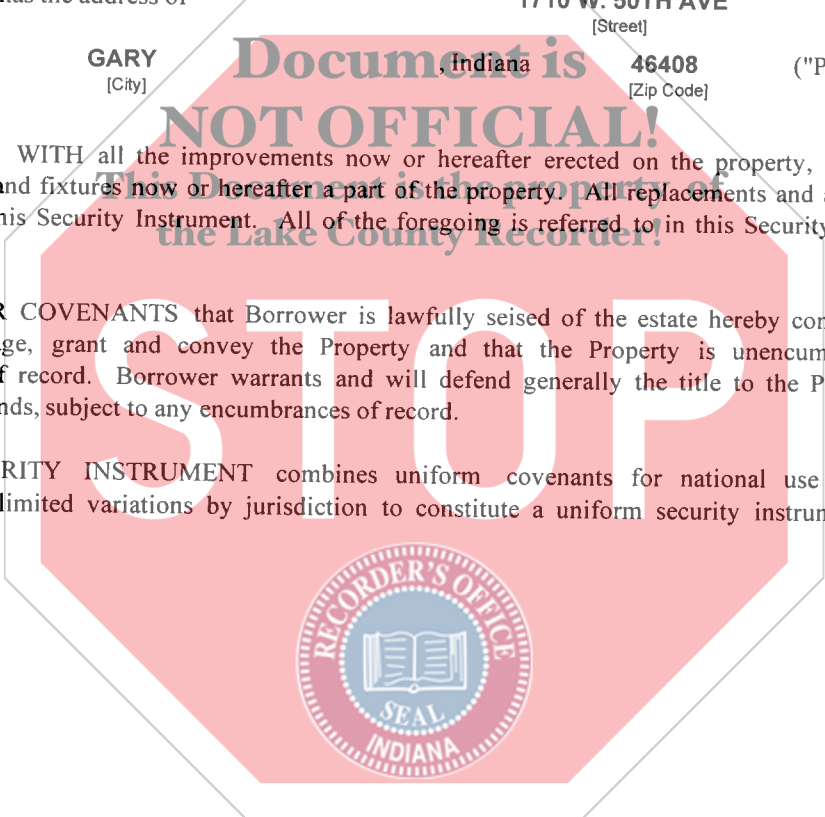 has the address of 1710 W. 50TH AVE
[Street]
GARY , Indiana 46408 ("P
[City] [Zip Code]
Document is
NOT OFFICIAL!
This Document is the property of
the Lake County Recorder!
WITH all the improvements now or hereafter erected on the property,
and fixtures now or hereafter a part of the property. All replacements and
his Security Instrument. All of the foregoing is referred to in this Security
R COVENANTS that Borrower is lawfully seised of the estate hereby con
ge, grant and convey the Property and that the Property is unencum
f record. Borrower warrants and will defend generally the title to the P
nds, subject to any encumbrances of record.
STOP
RITY INSTRUMENT combines uniform covenants for national use
limited variations by jurisdiction to constitute a uniform security instrum
RECORDER'S OFFICE
SEAL
INDIANA